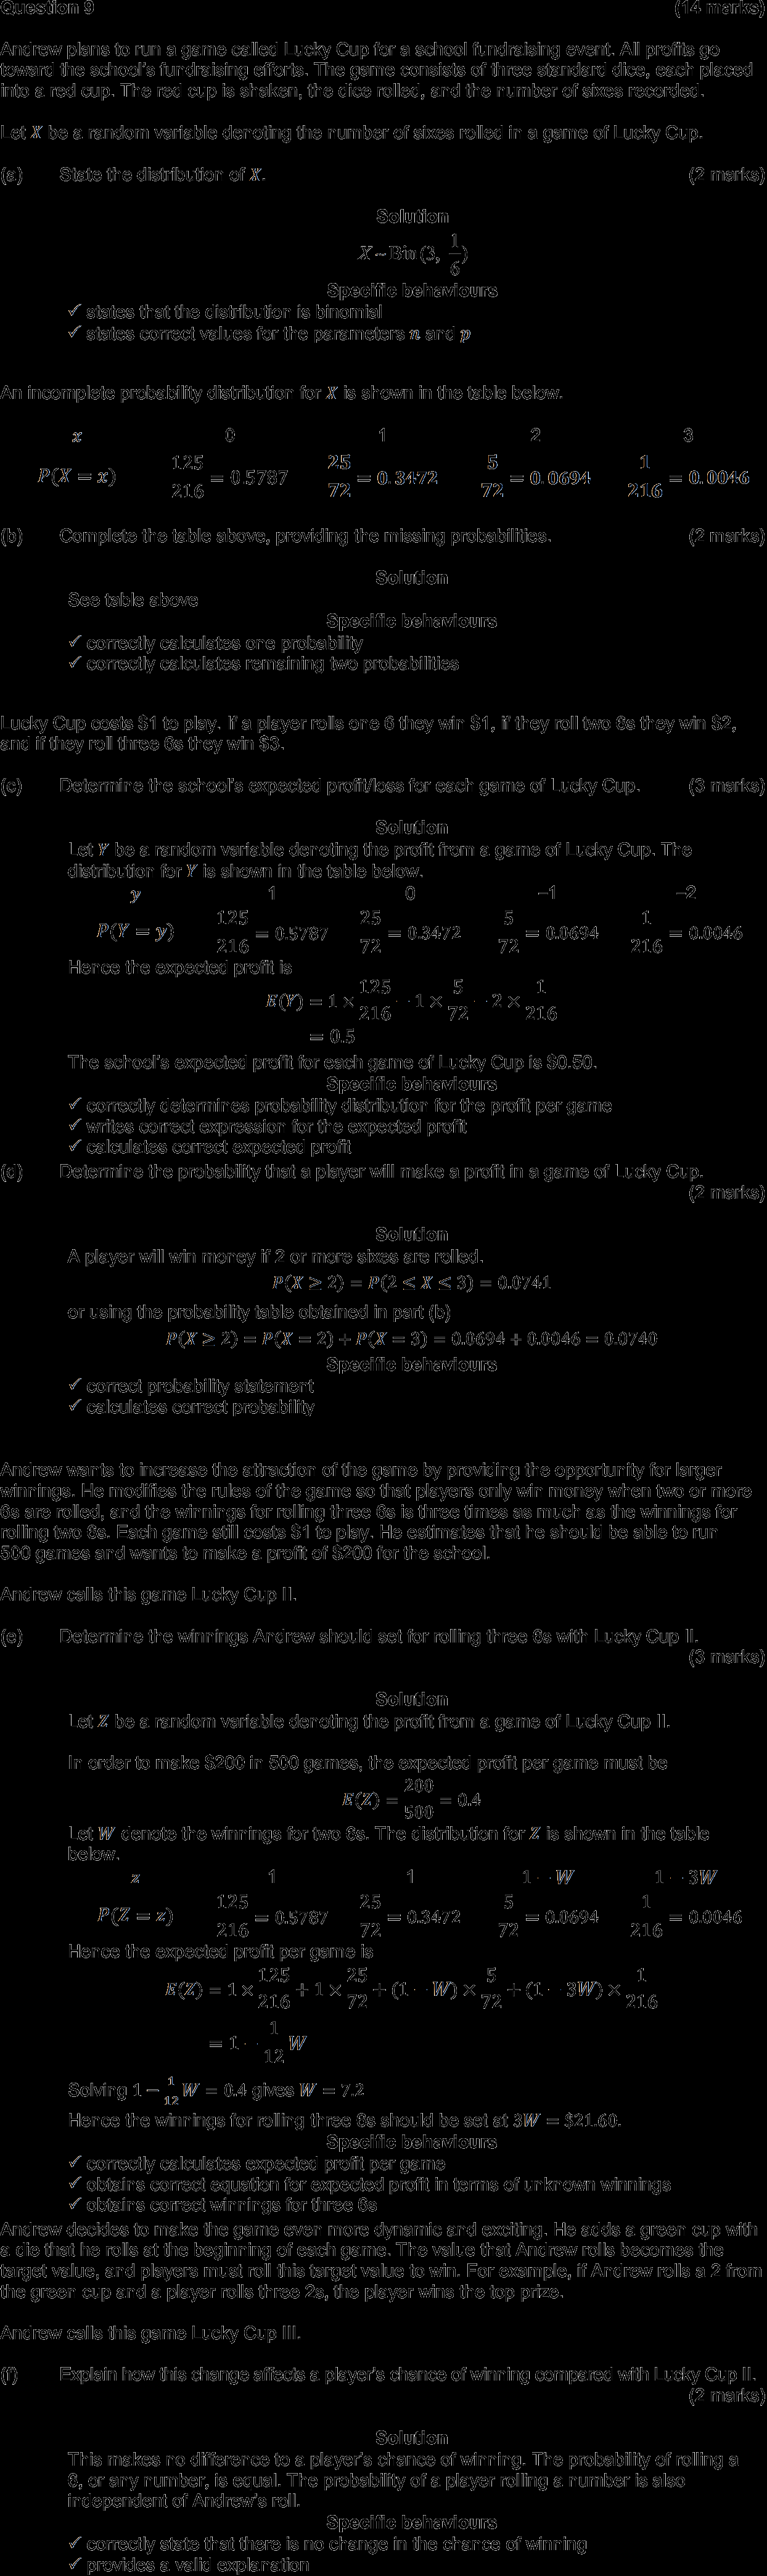 Question 9 (14 marks)
Andrew plans to run a game called Lucky Cup for a school fundraising event. All profits go
toward the school's fundraising efforts. The game consists of three standard dice, each placed
into a red cup. The red cup is shaken, the dice rolled, and the number of sixes recorded.
Let X be a random variable denoting the number of sixes rolled in a game of Lucky Cup.
(a) State the distribution of X. (2 marks)
Solution
X ~ Bin (3, 1/6)
Specific behaviours
✓ states that the distribution is binomial
✓ states correct values for the parameters n and p
An incomplete probability distribution for X is shown in the table below.
x 0 1 2 3
P(X = x) 125/216 = 0.5787 25/72 = 0.3472 5/72 = 0.0694 1/216 = 0.0046
(b) Complete the table above, providing the missing probabilities. (2 marks)
Solution
See table above
Specific behaviours
✓ correctly calculates one probability
✓ correctly calculates remaining two probabilities
Lucky Cup costs $1 to play. If a player rolls one 6 they win $1, if they roll two 6s they win $2,
and if they roll three 6s they win $3.
(c) Determine the school's expected profit/loss for each game of Lucky Cup. (3 marks)
Solution
Let Y be a random variable denoting the profit from a game of Lucky Cup. The
distribution for Y is shown in the table below.
y 1 0 –1 –2
P(Y = y) 125/216 = 0.5787 25/72 = 0.3472 5/72 = 0.0694 1/216 = 0.0046
Hence the expected profit is
E(Y) = 1 × 125/216 − 1 × 5/72 − 2 × 1/216
= 0.5
The school's expected profit for each game of Lucky Cup is $0.50.
Specific behaviours
✓ correctly determines probability distribution for the profit per game
✓ writes correct expression for the expected profit
✓ calculates correct expected profit
(d) Determine the probability that a player will make a profit in a game of Lucky Cup.
(2 marks)
Solution
A player will win money if 2 or more sixes are rolled.
P(X ≥ 2) = P(2 ≤ X ≤ 3) = 0.0741
or using the probability table obtained in part (b)
P(X ≥ 2) = P(X = 2) + P(X = 3) = 0.0694 + 0.0046 = 0.0740
Specific behaviours
✓ correct probability statement
✓ calculates correct probability
Andrew wants to increase the attraction of the game by providing the opportunity for larger
winnings. He modifies the rules of the game so that players only win money when two or more
6s are rolled, and the winnings for rolling three 6s is three times as much as the winnings for
rolling two 6s. Each game still costs $1 to play. He estimates that he should be able to run
500 games and wants to make a profit of $200 for the school.
Andrew calls this game Lucky Cup II.
(e) Determine the winnings Andrew should set for rolling three 6s with Lucky Cup II.
(3 marks)
Solution
Let Z be a random variable denoting the profit from a game of Lucky Cup II.
In order to make $200 in 500 games, the expected profit per game must be
E(Z) = 200/500 = 0.4
Let W denote the winnings for two 6s. The distribution for Z is shown in the table
below.
z 1 1 1 − W 1 − 3W
P(Z = z) 125/216 = 0.5787 25/72 = 0.3472 5/72 = 0.0694 1/216 = 0.0046
Hence the expected profit per game is
E(Z) = 1 × 125/216 + 1 × 25/72 + (1 − W) × 5/72 + (1 − 3W) × 1/216
= 1 − 1/12 W
Solving 1 − 1/12 W = 0.4 gives W = 7.2
Hence the winnings for rolling three 6s should be set at 3W = $21.60.
Specific behaviours
✓ correctly calculates expected profit per game
✓ obtains correct equation for expected profit in terms of unknown winnings
✓ obtains correct winnings for three 6s
Andrew decides to make the game even more dynamic and exciting. He adds a green cup with
a die that he rolls at the beginning of each game. The value that Andrew rolls becomes the
target value, and players must roll this target value to win. For example, if Andrew rolls a 2 from
the green cup and a player rolls three 2s, the player wins the top prize.
Andrew calls this game Lucky Cup III.
(f) Explain how this change affects a player's chance of winning compared with Lucky Cup II.
(2 marks)
Solution
This makes no difference to a player's chance of winning. The probability of rolling a
6, or any number, is equal. The probability of a player rolling a number is also
independent of Andrew's roll.
Specific behaviours
✓ correctly state that there is no change in the chance of winning
✓ provides a valid explanation